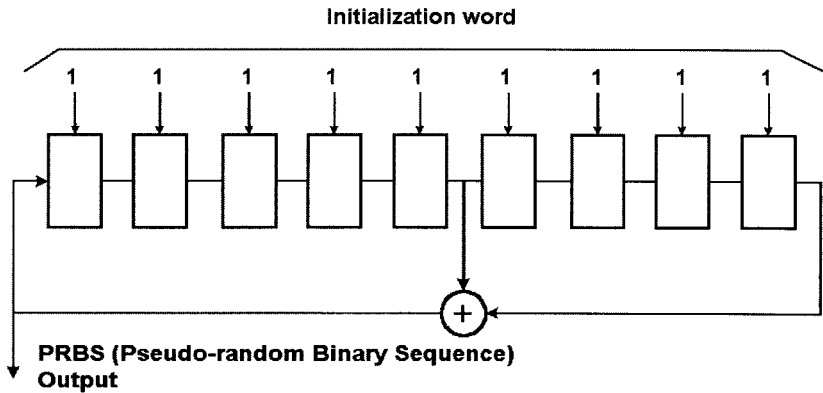 Initialization word
1 1 1 1 1 1 1 1 1
+
PRBS (Pseudo-random Binary Sequence)
Output